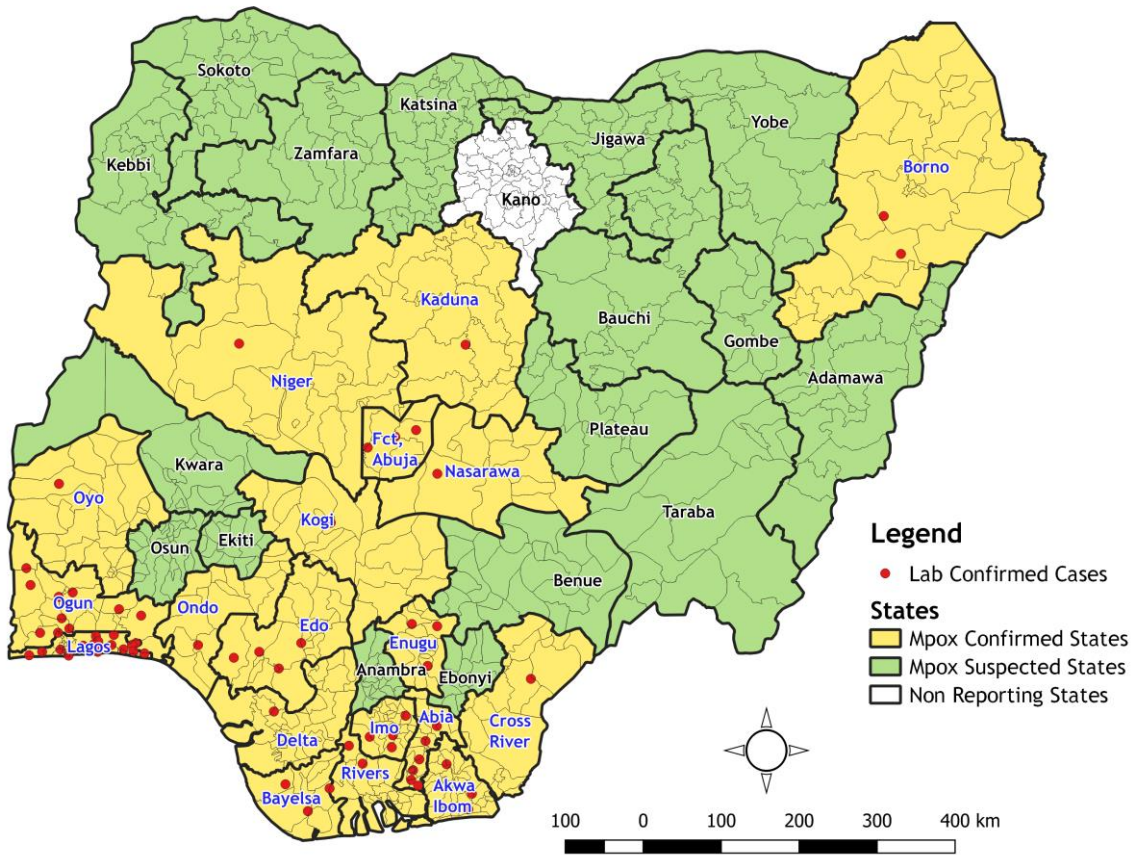 Sokoto
Katsina
Yobe
Jigawa
Zamfara
Kebbi
Borno
Kano
Kaduna
Bauchi
Gombe
Niger
Adamawa
Plateau
Fct,
Abuja
Nasarawa
Kwara
Oyo
Taraba
Kogi
Osun
Ekiti
Benue
Ogun
Ondo
Edo
Enugu
Lagos
Anambra
Ebonyi
Abia
Cross
River
Imo
Delta
Rivers
Akwa
Ibom
Bayelsa
Legend
Lab Confirmed Cases
States
Mpox Confirmed States
Mpox Suspected States
Non Reporting States
100 0 100 200 300 400 km